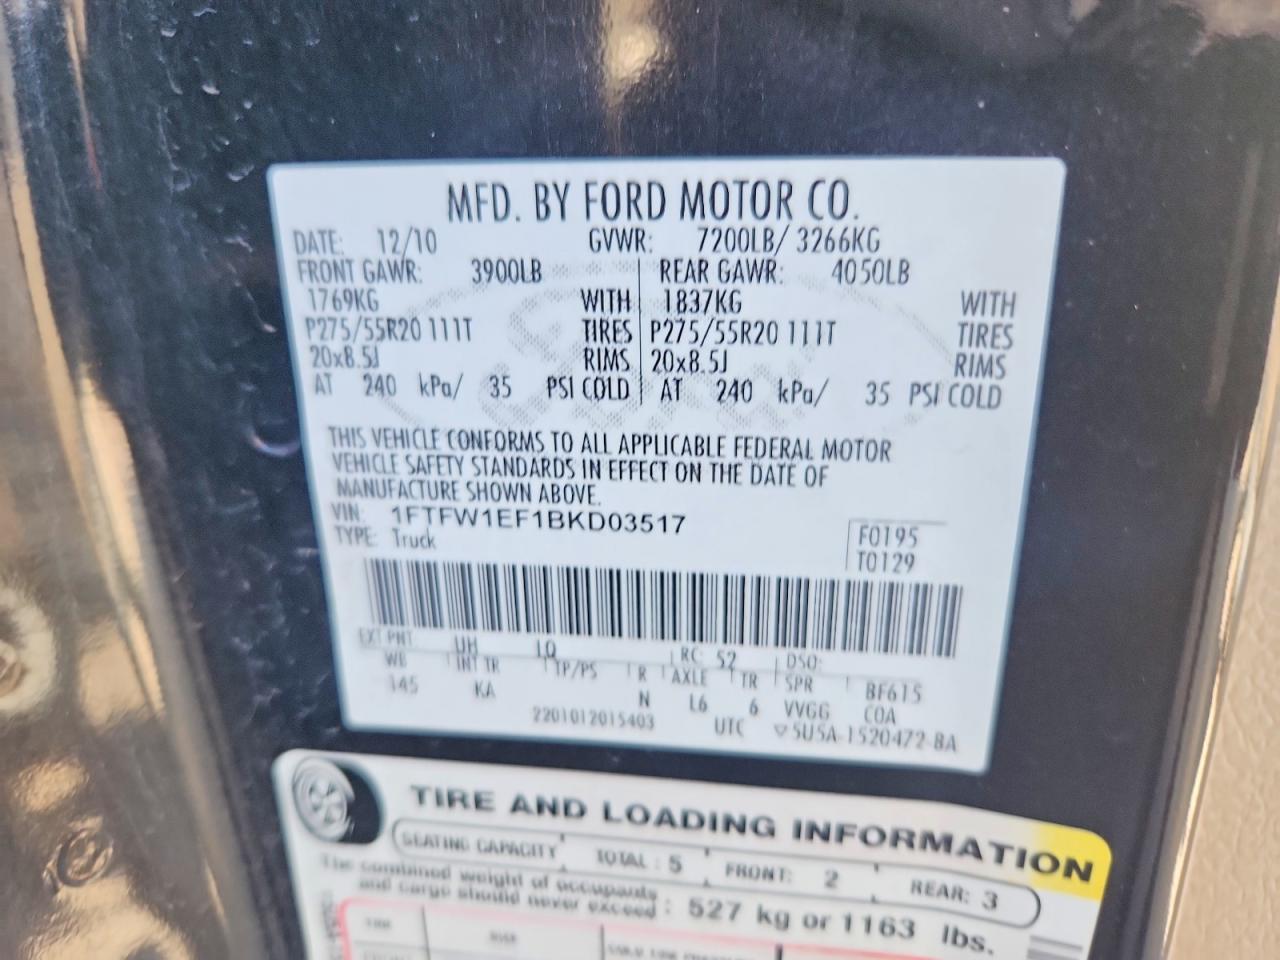 MFD. BY FORD MOTOR CO.
DATE: 12/10 GVWR: 7200LB/ 3266KG
FRONT GAWR: 3900LB REAR GAWR: 4050LB
1769KG WITH 1837KG WITH
P275/55R20 111T TIRES P275/55R20 111T TIRES
20x8.5J RIMS 20x8.5J RIMS
AT 240 kPa/ 35 PSI COLD AT 240 kPa/ 35 PSI COLD
THIS VEHICLE CONFORMS TO ALL APPLICABLE FEDERAL MOTOR
VEHICLE SAFETY STANDARDS IN EFFECT ON THE DATE OF
MANUFACTURE SHOWN ABOVE.
VIN: 1FTFW1EF1BKD03517
TYPE: Truck
F0195
T0129
EXT PNT UH LQ RC: 52 DSO:
WB INT TR TP/PS R AXLE TR SPR BF615
145 KA N L6 6 VVGG COA
2201012015403 UTC ▽5U5A-1520472-BA
TIRE AND LOADING INFORMATION
SEATING CAPACITY TOTAL : 5 FRONT: 2 REAR: 3
The combined weight of occupants
and cargo should never exceed : 527 kg or 1163 lbs.